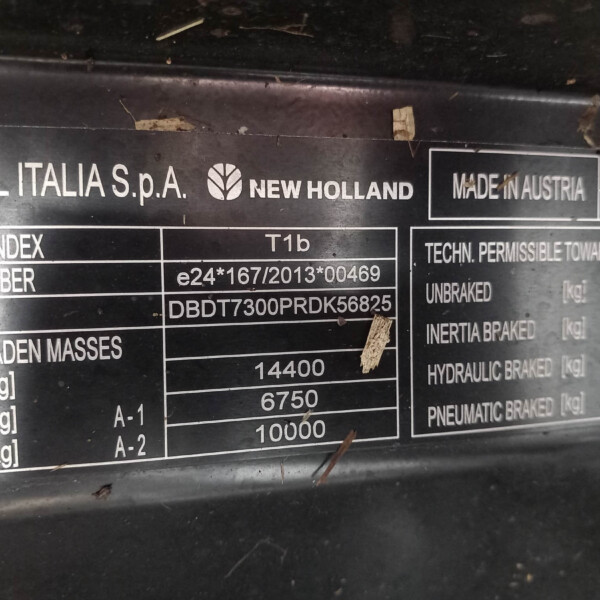 L ITALIA S.p.A. NEW HOLLAND
MADE IN AUSTRIA
NDEX T1b
BER e24*167/2013*00469
DBDT7300PRDK56825
ADEN MASSES
g] 14400
g] A-1 6750
g] A-2 10000
TECHN. PERMISSIBLE TOWA
UNBRAKED [kg]
INERTIA BRAKED [kg]
HYDRAULIC BRAKED [kg]
PNEUMATIC BRAKED [kg]